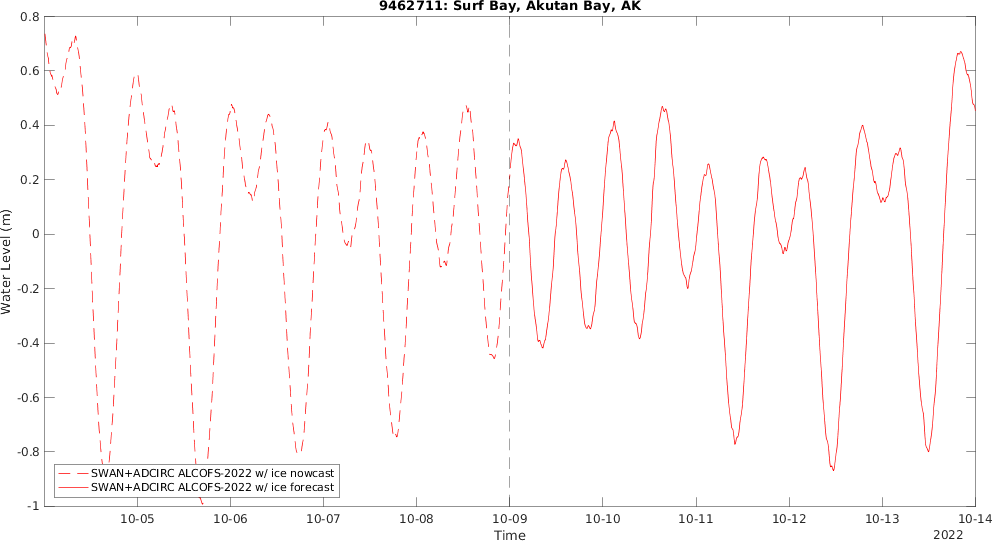 9462711: Surf Bay, Akutan Bay, AK
Water Level (m)
0.8
0.6
0.4
0.2
0
-0.2
-0.4
-0.6
-0.8
-1
SWAN+ADCIRC ALCOFS-2022 w/ ice nowcast
SWAN+ADCIRC ALCOFS-2022 w/ ice forecast
10-05 10-06 10-07 10-08 10-09 10-10 10-11 10-12 10-13 10-14
Time
2022